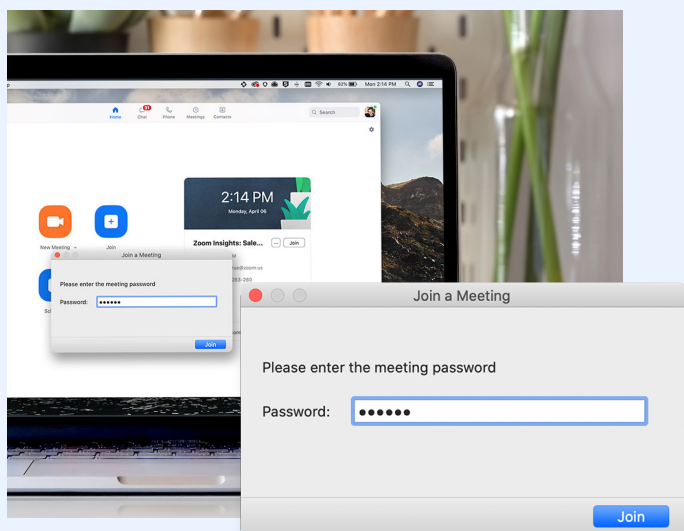 92%
Mon 2:14 PM
Home
Chat
31
Phone
Meetings
Contacts
Search
2:14 PM
Monday, April 06
Zoom Insights: Sale...
Join
New Meeting
Join
Join a Meeting
Please enter the meeting password
Password: ••••••
Join
Join a Meeting
Please enter the meeting password
Password: ••••••
Join